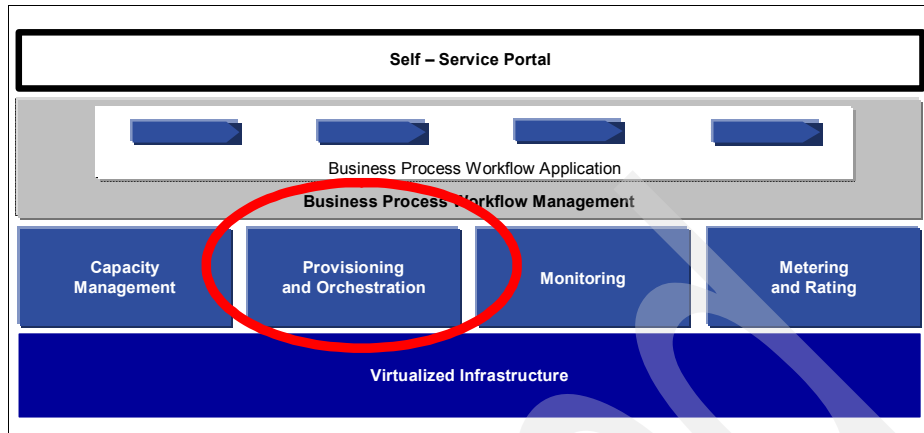 Self – Service Portal
Business Process Workflow Application
Business Process Workflow Management
Capacity
Management
Provisioning
and Orchestration
Monitoring
Metering
and Rating
Virtualized Infrastructure